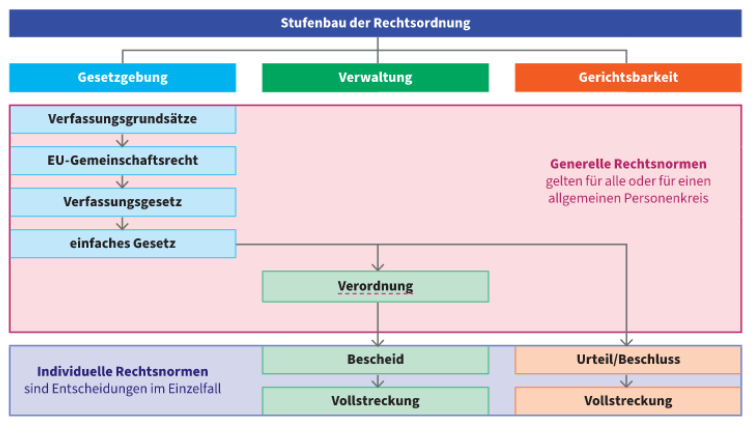 Stufenbau der Rechtsordnung
Gesetzgebung
Verwaltung
Gerichtsbarkeit
Verfassungsgrundsätze
EU-Gemeinschaftsrecht
Verfassungsgesetz
einfaches Gesetz
Generelle Rechtsnormen
gelten für alle oder für einen
allgemeinen Personenkreis
Verordnung
Individuelle Rechtsnormen
sind Entscheidungen im Einzelfall
Bescheid
Urteil/Beschluss
Vollstreckung
Vollstreckung